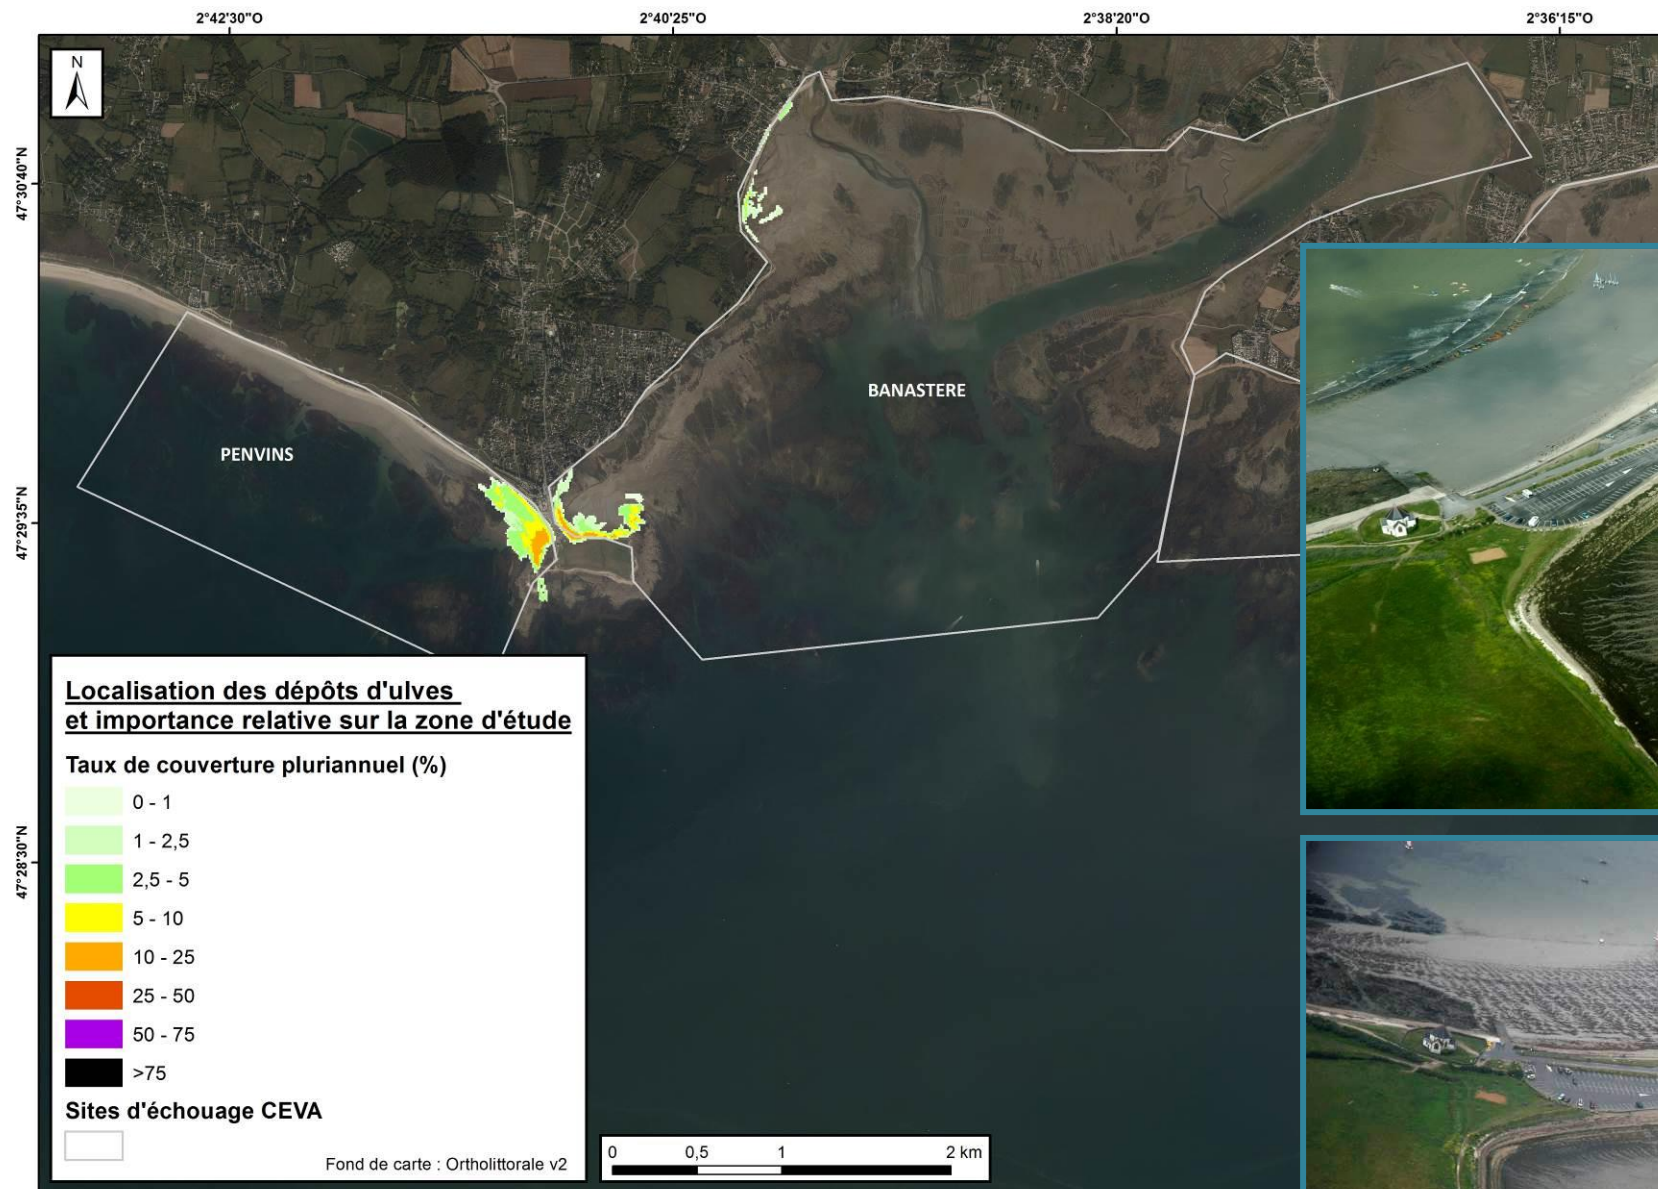 2°42'30"O
2°40'25"O
2°38'20"O
2°36'15"O
N
47°30'40"N
47°29'35"N
47°28'30"N
PENVINS
BANASTERE
Localisation des dépôts d'ulves
et importance relative sur la zone d'étude
Taux de couverture pluriannuel (%)
0 - 1
1 - 2,5
2,5 - 5
5 - 10
10 - 25
25 - 50
50 - 75
>75
Sites d'échouage CEVA
Fond de carte : Ortholittorale v2
0
0,5
1
2 km